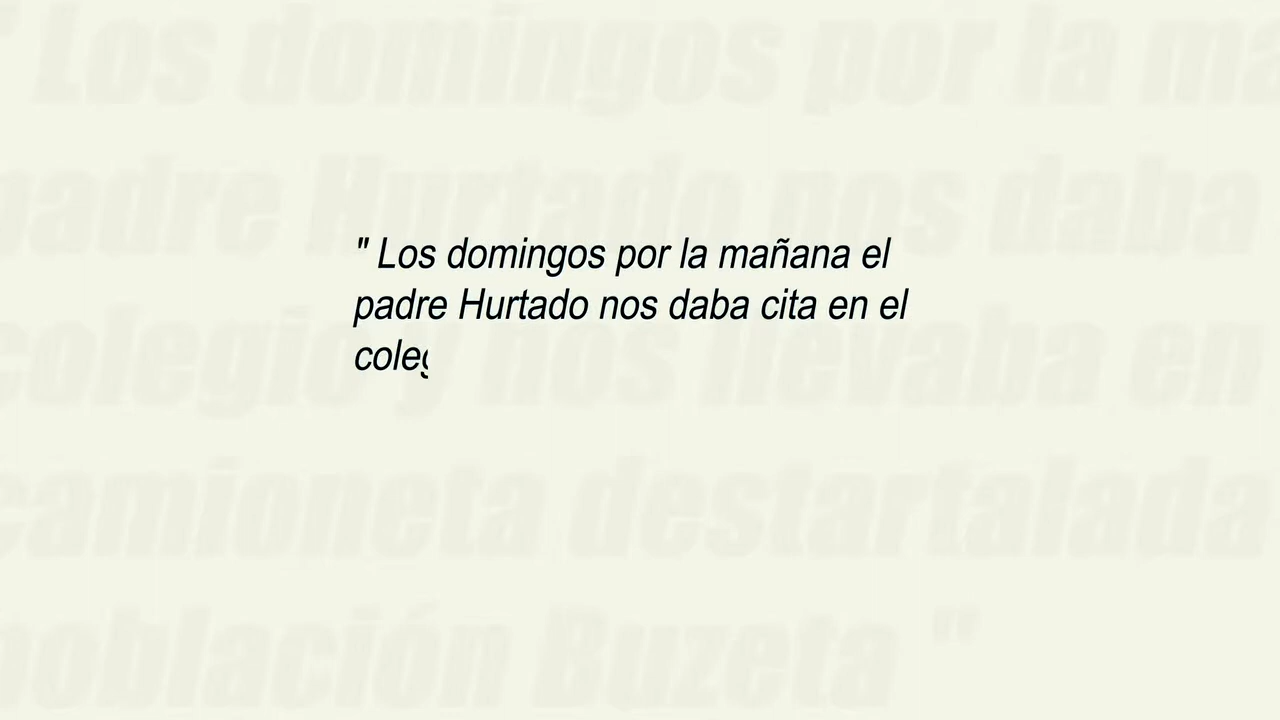 " Los domingos por la mañana el
padre Hurtado nos daba cita en el
coleg
" Los domingos por la ma
padre Hurtado nos daba
colegio y nos llevaba en
camioneta destartalada
población Buzeta "